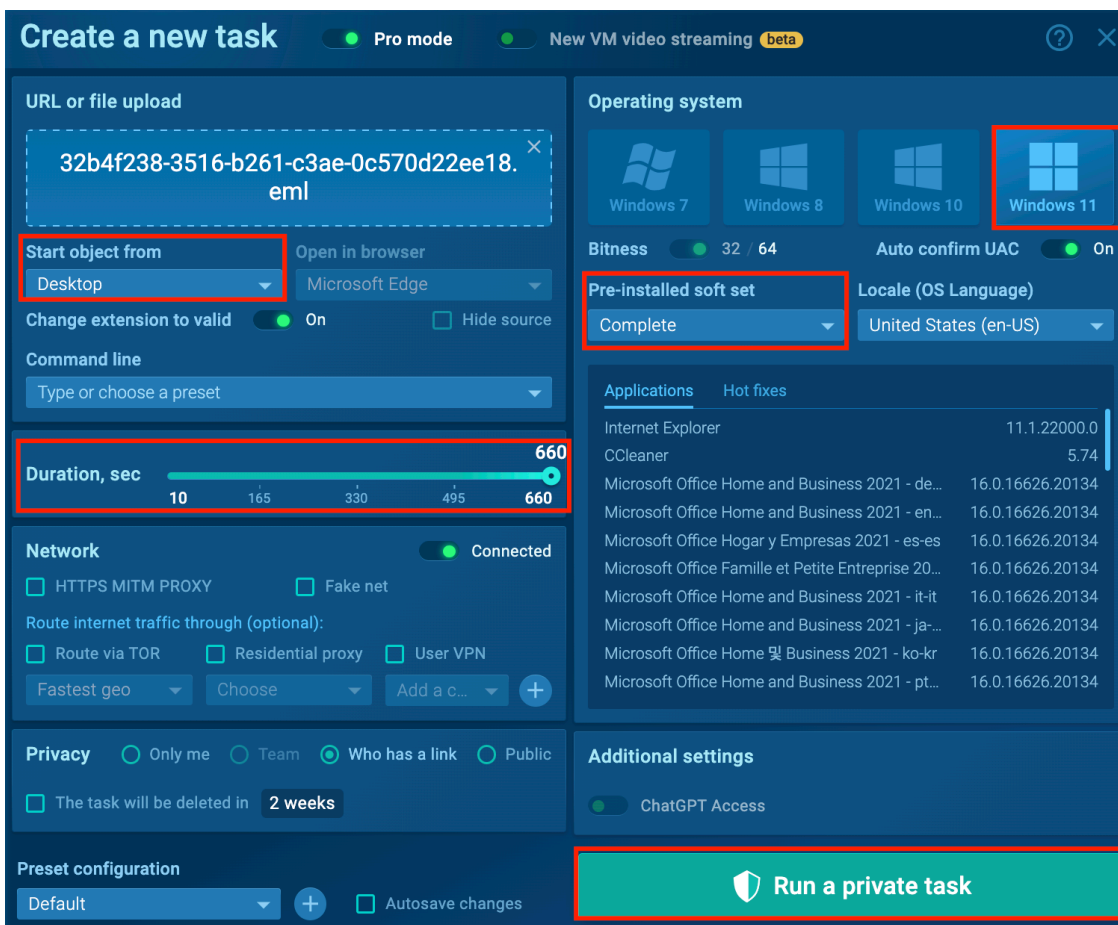 Create a new task
Pro mode
New VM video streaming beta
URL or file upload
32b4f238-3516-b261-c3ae-0c570d22ee18.
eml
Start object from
Open in browser
Desktop
Microsoft Edge
Change extension to valid
On
Hide source
Command line
Type or choose a preset
660
Duration, sec
10 165 330 495 660
Network
Connected
HTTPS MITM PROXY
Fake net
Route internet traffic through (optional):
Route via TOR
Residential proxy
User VPN
Fastest geo
Choose
Add a c...
Privacy
Only me
Team
Who has a link
Public
The task will be deleted in 2 weeks
Preset configuration
Default
Autosave changes
Operating system
Windows 7
Windows 8
Windows 10
Windows 11
Bitness
32 / 64
Auto confirm UAC
On
Pre-installed soft set
Locale (OS Language)
Complete
United States (en-US)
Applications
Hot fixes
Internet Explorer 11.1.22000.0
CCleaner 5.74
Microsoft Office Home and Business 2021 - de... 16.0.16626.20134
Microsoft Office Home and Business 2021 - en... 16.0.16626.20134
Microsoft Office Hogar y Empresas 2021 - es-es 16.0.16626.20134
Microsoft Office Famille et Petite Entreprise 20... 16.0.16626.20134
Microsoft Office Home and Business 2021 - it-it 16.0.16626.20134
Microsoft Office Home and Business 2021 - ja-... 16.0.16626.20134
Microsoft Office Home 및 Business 2021 - ko-kr 16.0.16626.20134
Microsoft Office Home and Business 2021 - pt... 16.0.16626.20134
Additional settings
ChatGPT Access
Run a private task